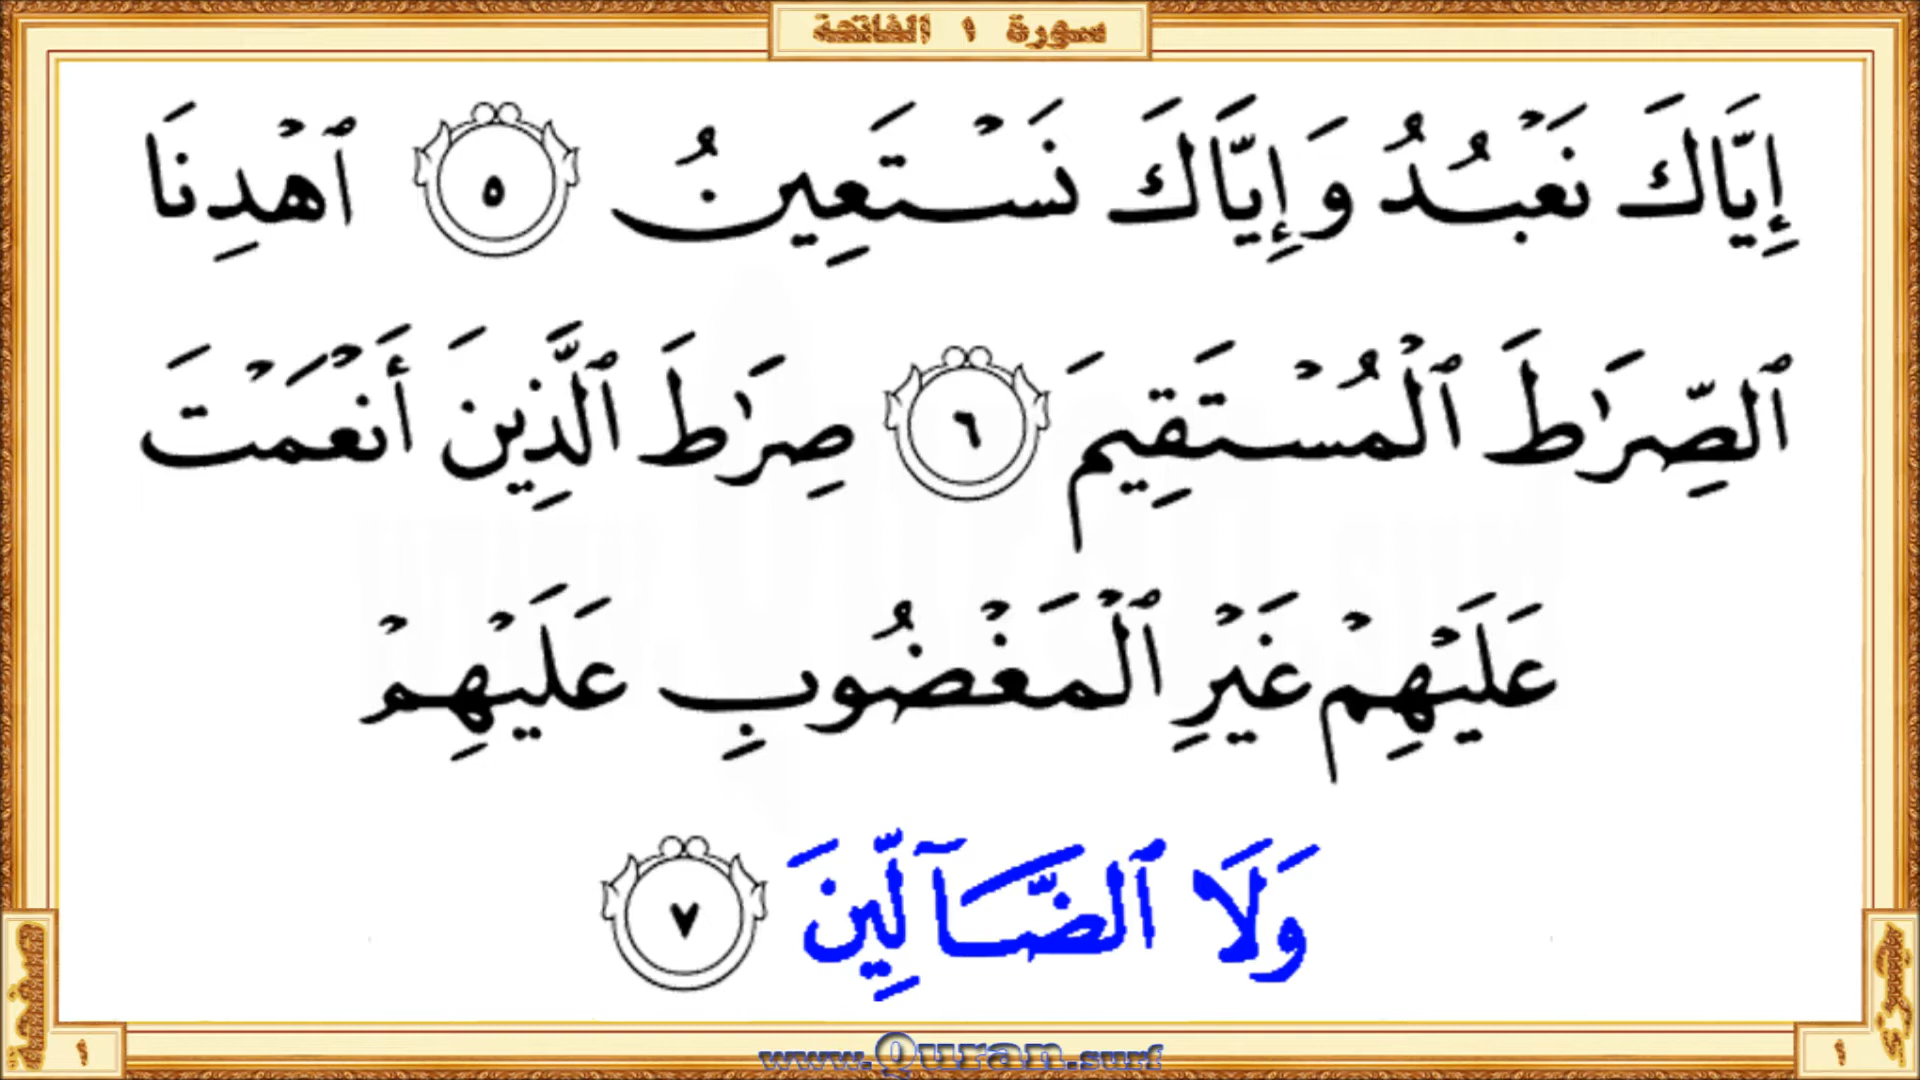 سورة ١ الفاتحة
إِيَّاكَ نَعْبُدُ وَإِيَّاكَ نَسْتَعِينُ ٥ ٱهْدِنَا
ٱلصِّرَٰطَ ٱلْمُسْتَقِيمَ ٦ صِرَٰطَ ٱلَّذِينَ أَنْعَمْتَ
عَلَيْهِمْ غَيْرِ ٱلْمَغْضُوبِ عَلَيْهِمْ
وَلَا ٱلضَّآلِّينَ ٧
صفحة
١
١
www.Quran.surf